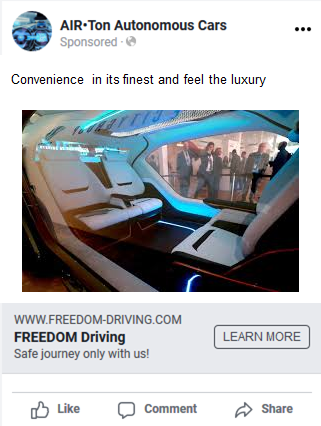 AIR•Ton Autonomous Cars
Sponsored ·
Convenience in its finest and feel the luxury
WWW.FREEDOM-DRIVING.COM
FREEDOM Driving
Safe journey only with us!
LEARN MORE
Like
Comment
Share